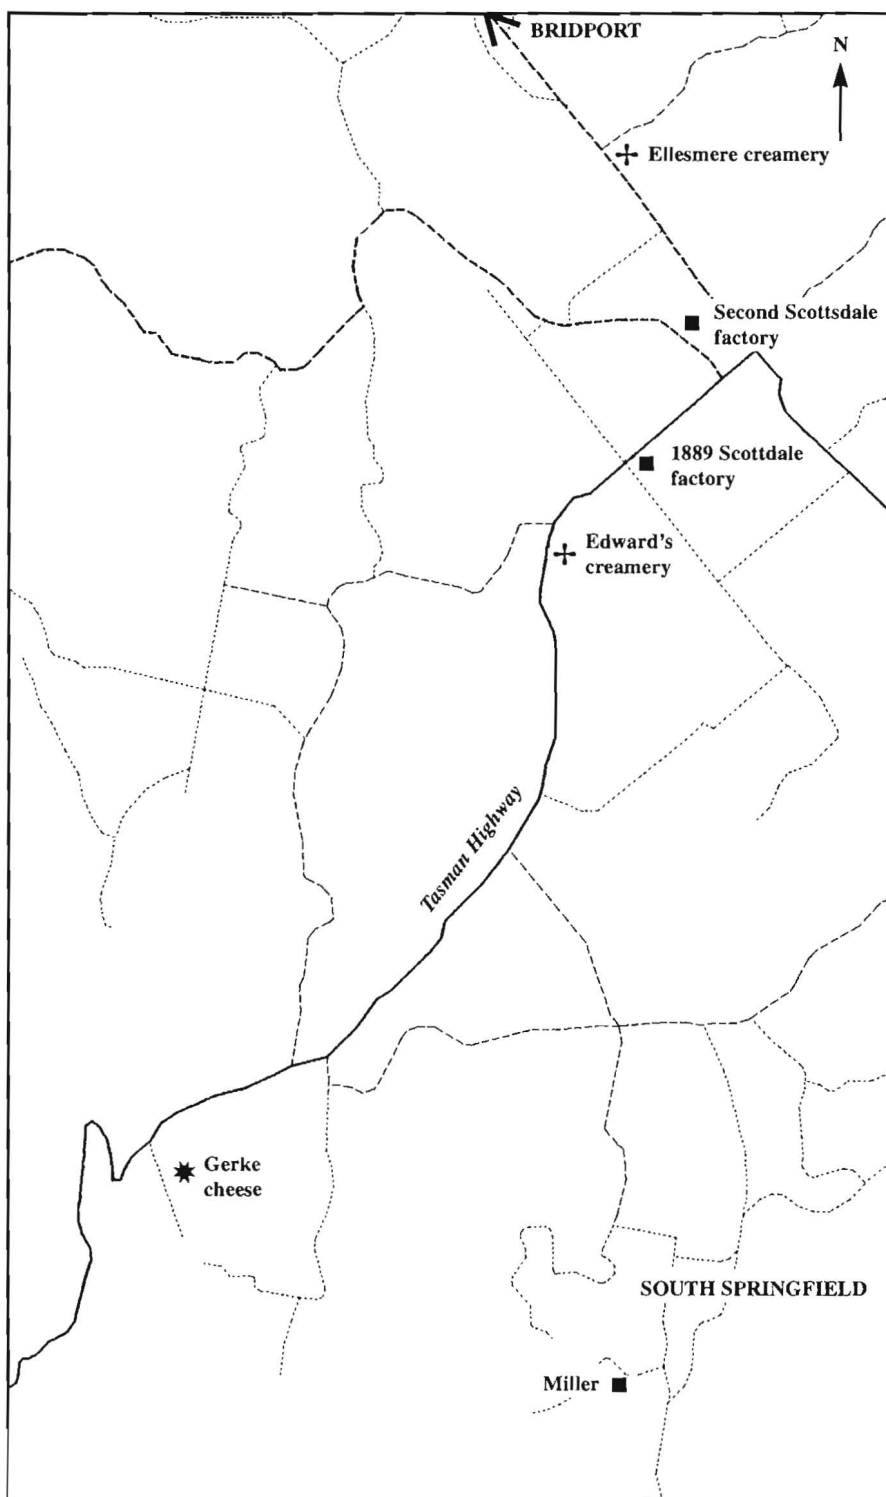 BRIDPORT
N
Ellesmere creamery
Second Scottsdale
factory
1889 Scottdale
factory
Edward's
creamery
Tasman Highway
Gerke
cheese
SOUTH SPRINGFIELD
Miller